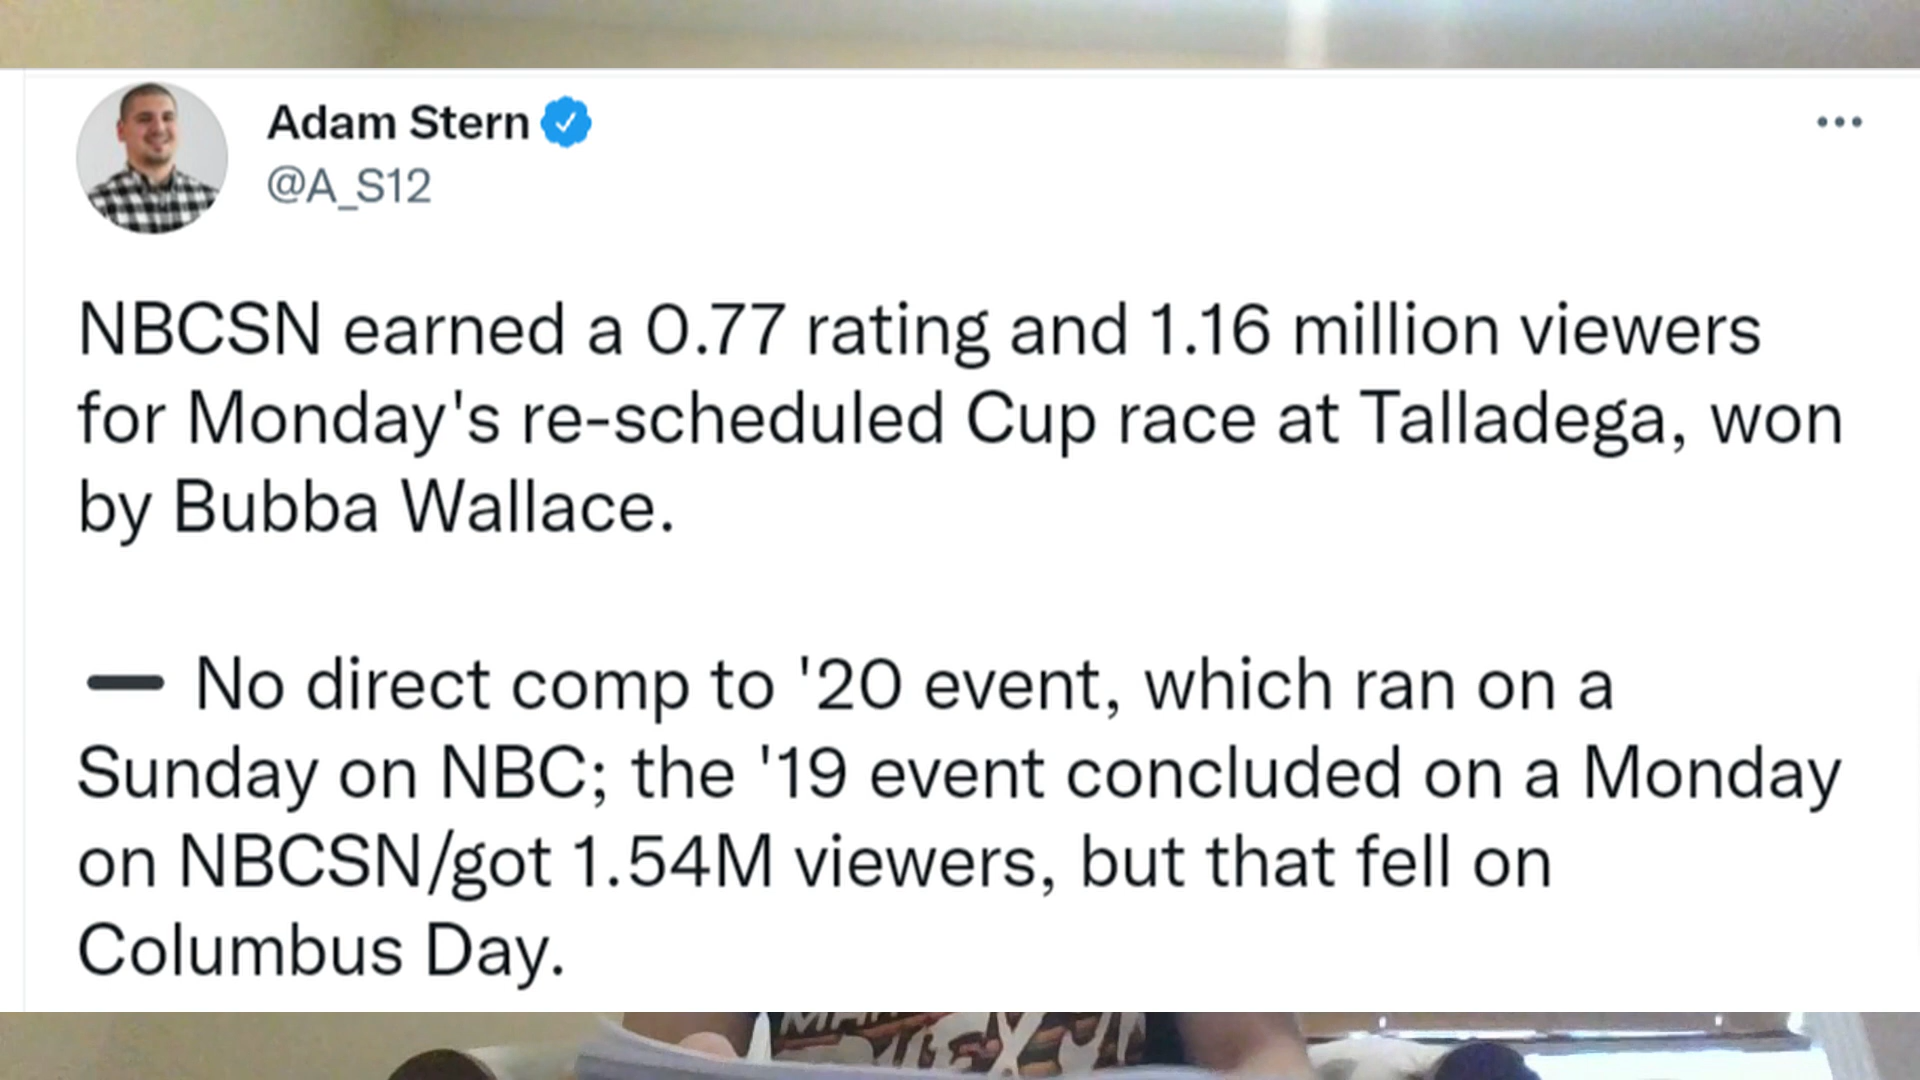 Adam Stern
@A_S12
NBCSN earned a 0.77 rating and 1.16 million viewers
for Monday's re-scheduled Cup race at Talladega, won
by Bubba Wallace.
— No direct comp to '20 event, which ran on a
Sunday on NBC; the '19 event concluded on a Monday
on NBCSN/got 1.54M viewers, but that fell on
Columbus Day.